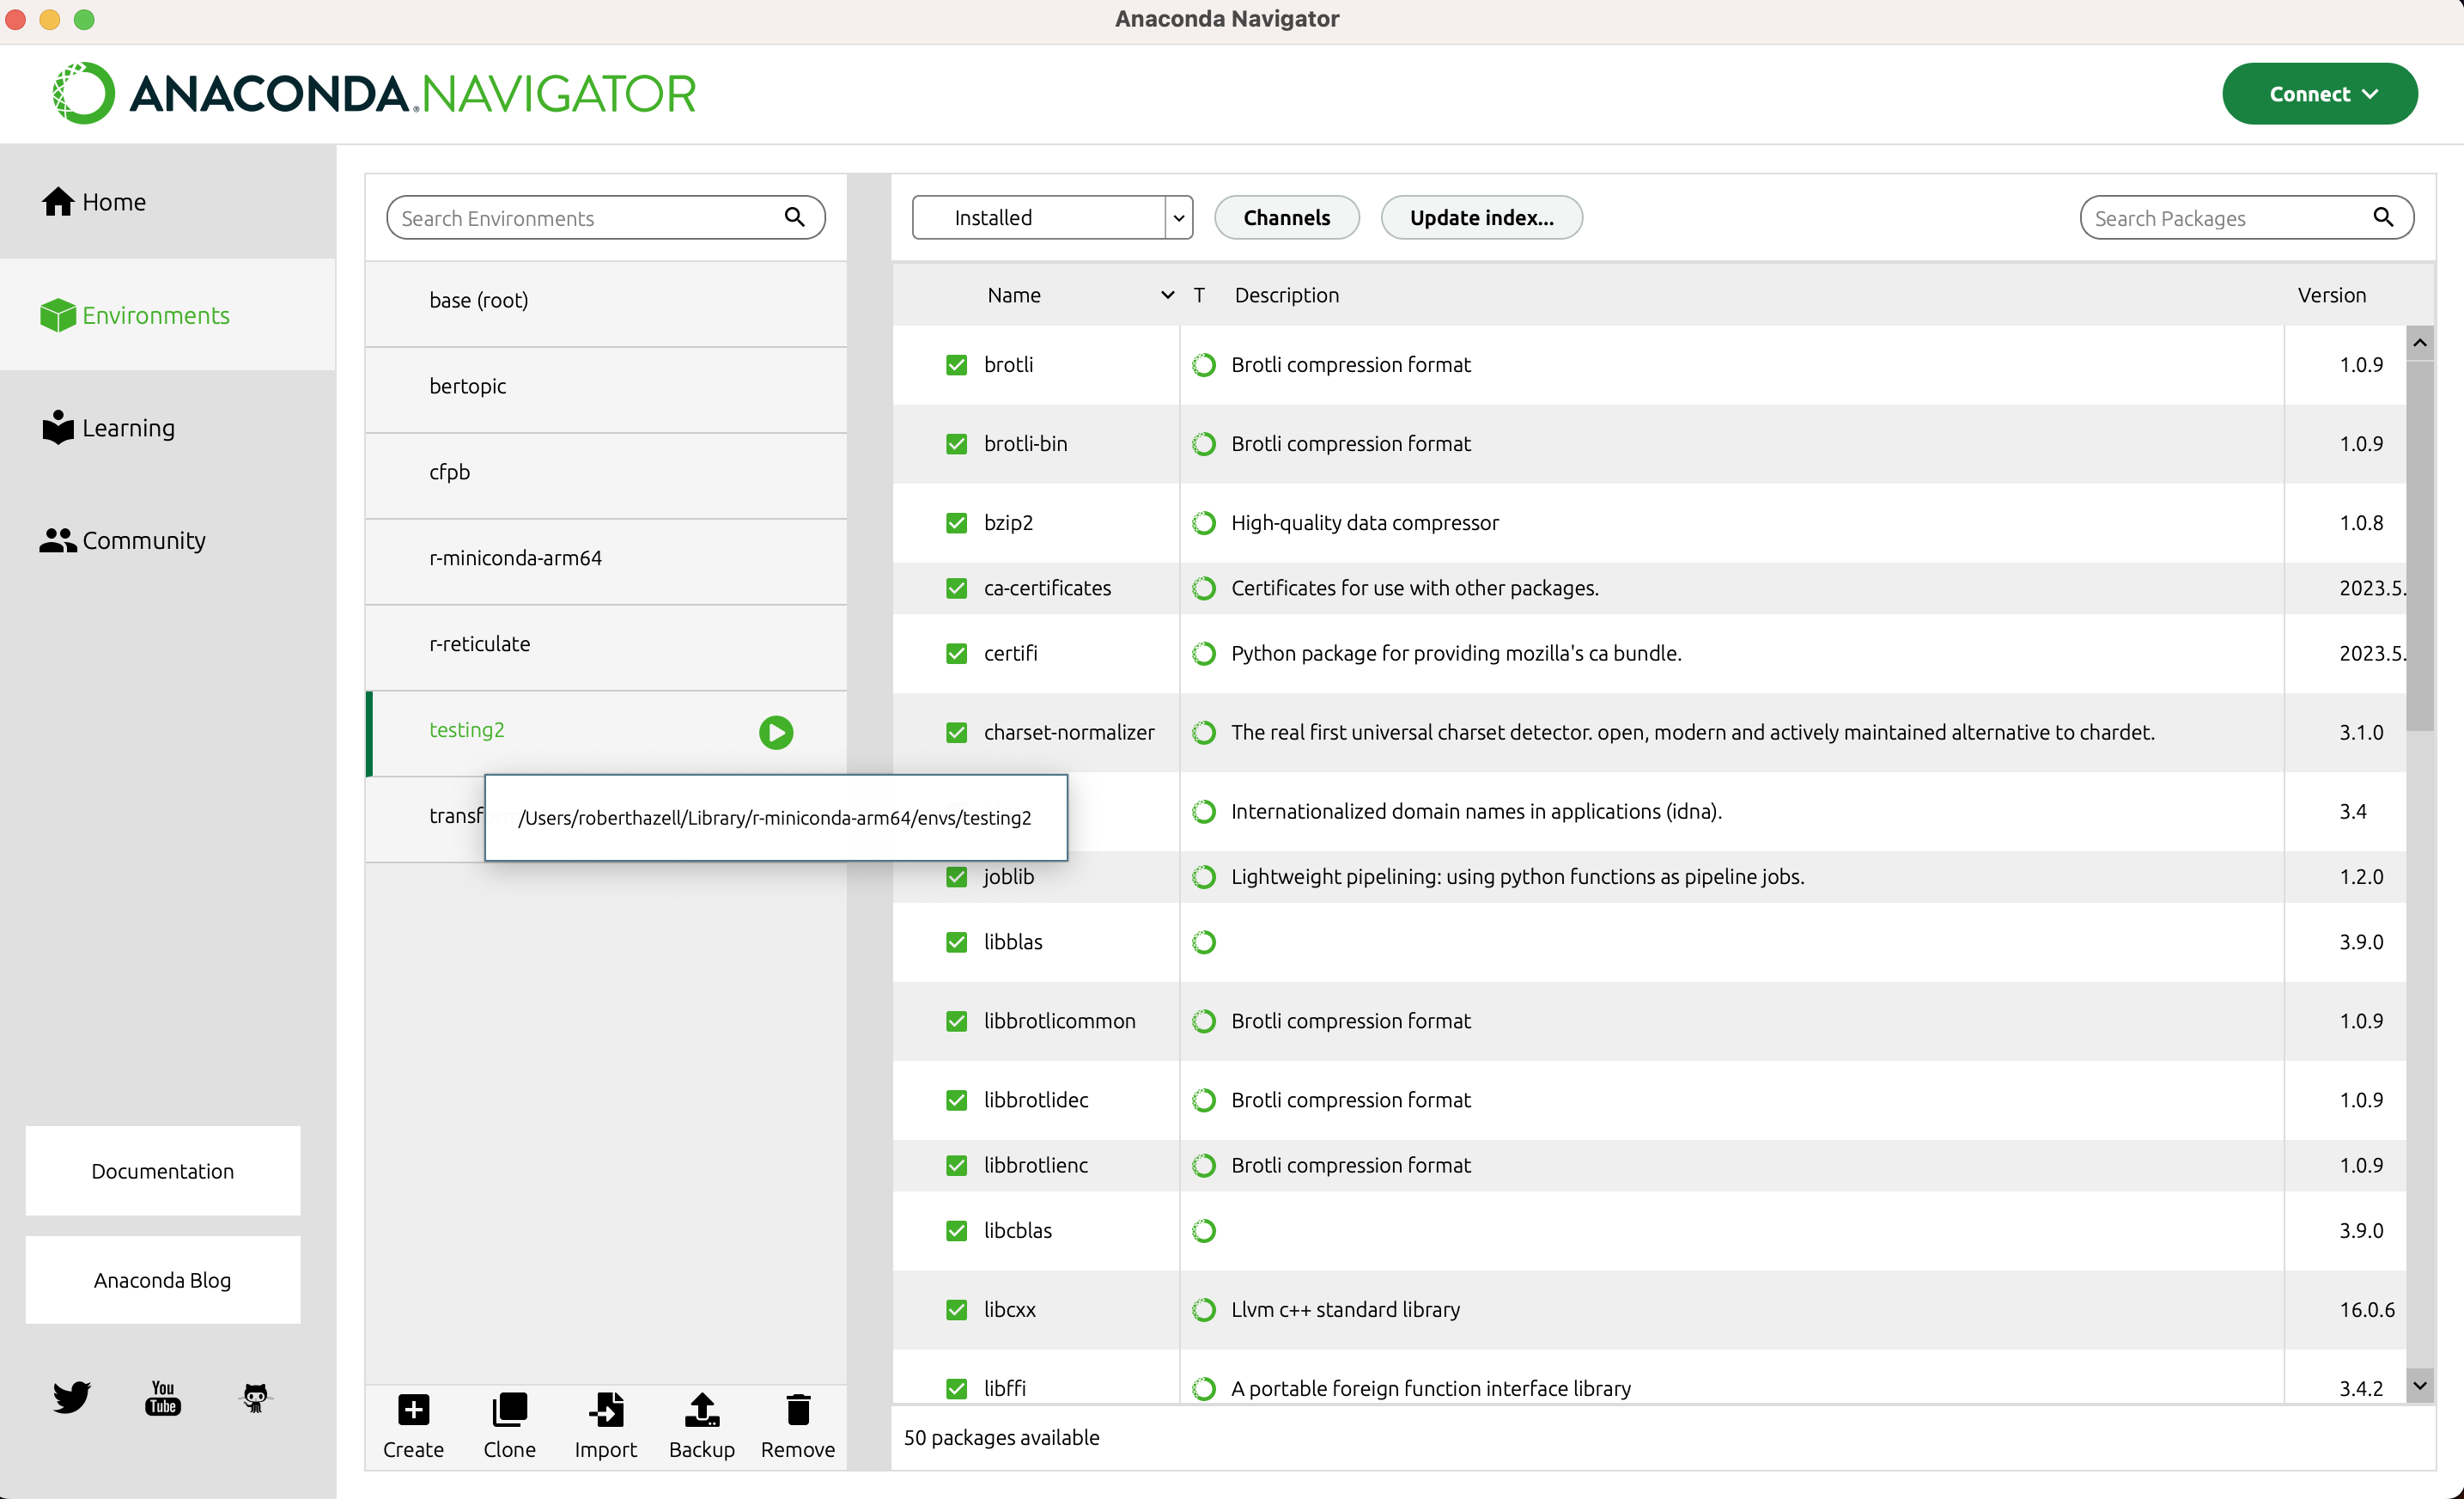 Anaconda Navigator
ANACONDA.NAVIGATOR
Connect
Home
Environments
Learning
Community
Documentation
Anaconda Blog
You
Tube
Search Environments
base (root)
bertopic
cfpb
r-miniconda-arm64
r-reticulate
testing2
transf
/Users/roberthazell/Library/r-miniconda-arm64/envs/testing2
Create Clone Import Backup Remove
Installed Channels Update index... Search Packages
Name T Description Version
brotli Brotli compression format 1.0.9
brotli-bin Brotli compression format 1.0.9
bzip2 High-quality data compressor 1.0.8
ca-certificates Certificates for use with other packages. 2023.5.
certifi Python package for providing mozilla's ca bundle. 2023.5.
charset-normalizer The real first universal charset detector. open, modern and actively maintained alternative to chardet. 3.1.0
Internationalized domain names in applications (idna). 3.4
joblib Lightweight pipelining: using python functions as pipeline jobs. 1.2.0
libblas 3.9.0
libbrotlicommon Brotli compression format 1.0.9
libbrotlidec Brotli compression format 1.0.9
libbrotlienc Brotli compression format 1.0.9
libcblas 3.9.0
libcxx Llvm c++ standard library 16.0.6
libffi A portable foreign function interface library 3.4.2
50 packages available